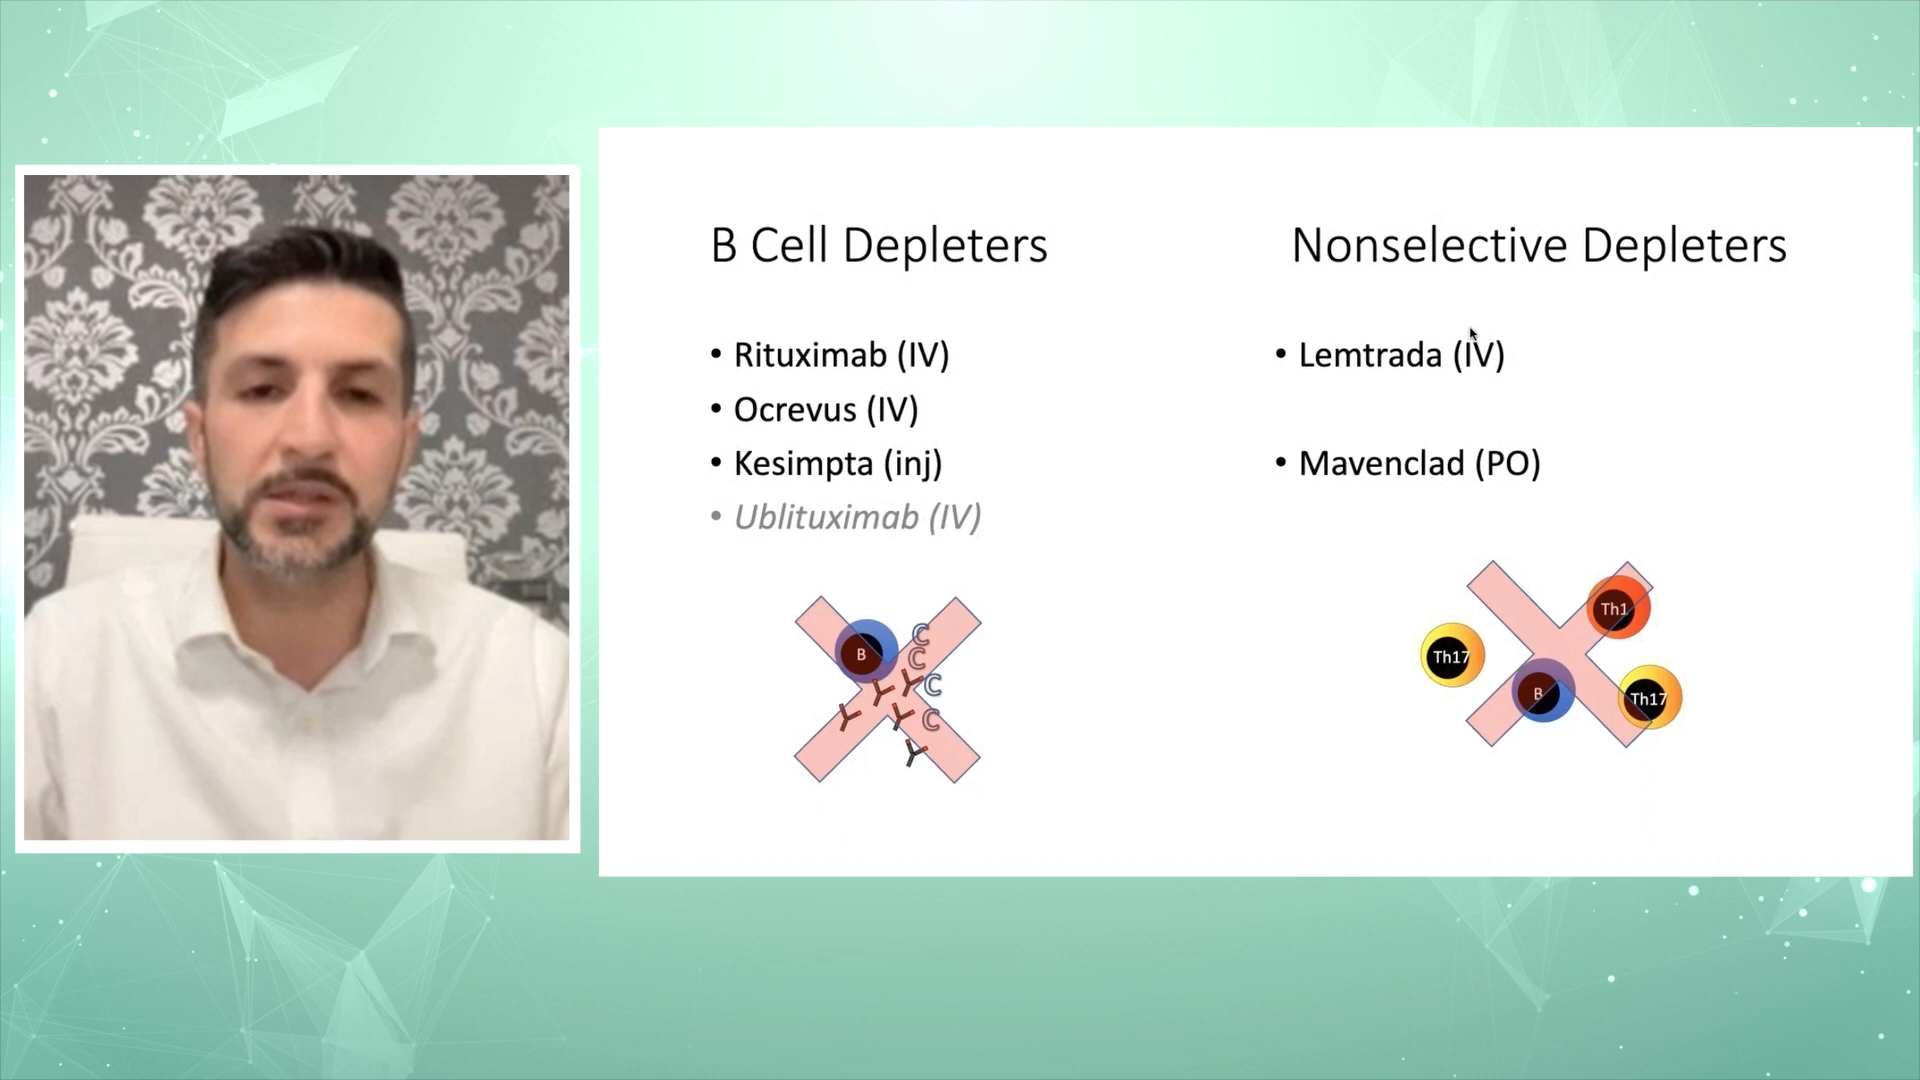 B Cell Depleters
• Rituximab (IV)
• Ocrevus (IV)
• Kesimpta (inj)
• Ublituximab (IV)
B
C
C
C
C
Nonselective Depleters
• Lemtrada (IV)
• Mavenclad (PO)
Th1
Th17
B
Th17